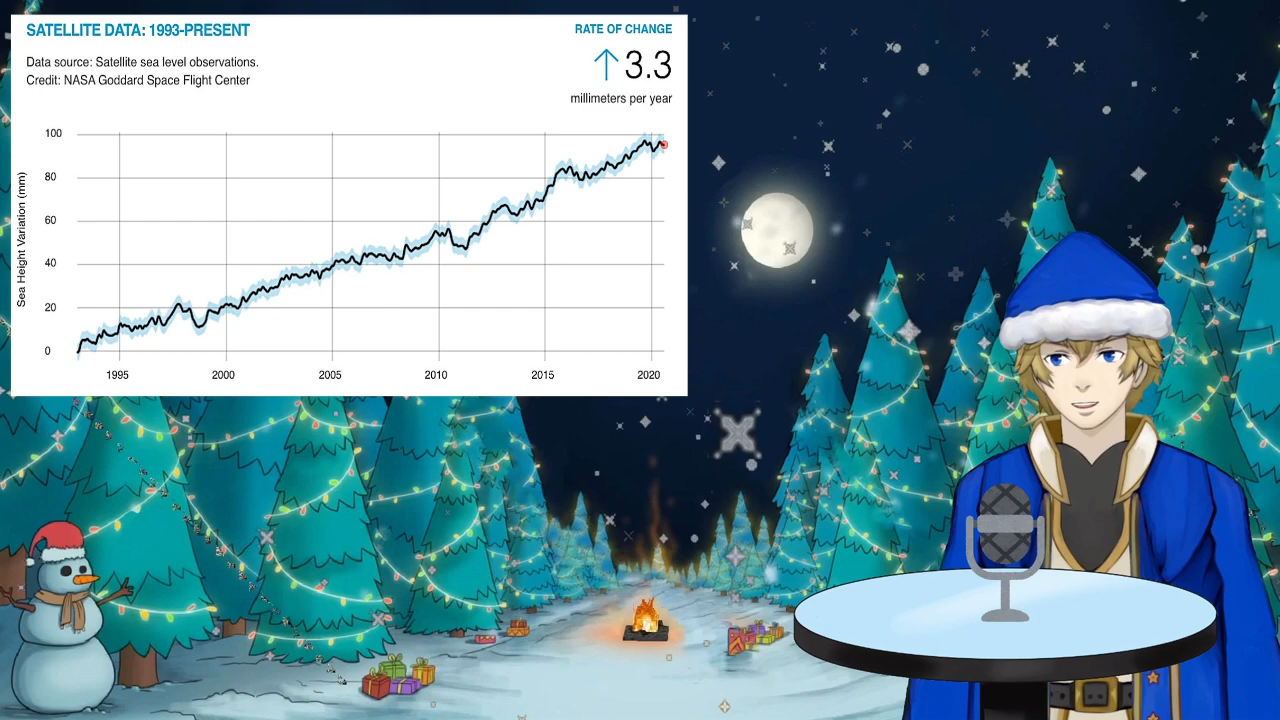 SATELLITE DATA: 1993-PRESENT
RATE OF CHANGE
Data source: Satellite sea level observations.
Credit: NASA Goddard Space Flight Center
↑3.3
millimeters per year
Sea Height Variation (mm)
100
80
60
40
20
0
1995 2000 2005 2010 2015 2020